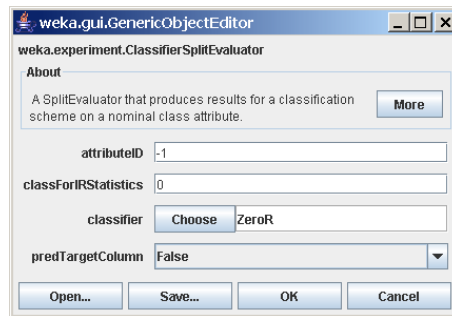 weka.gui.GenericObjectEditor
weka.experiment.ClassifierSplitEvaluator
About
A SplitEvaluator that produces results for a classification
scheme on a nominal class attribute.
More
attributeID -1
classForIRStatistics 0
classifier Choose ZeroR
predTargetColumn False
Open... Save... OK Cancel